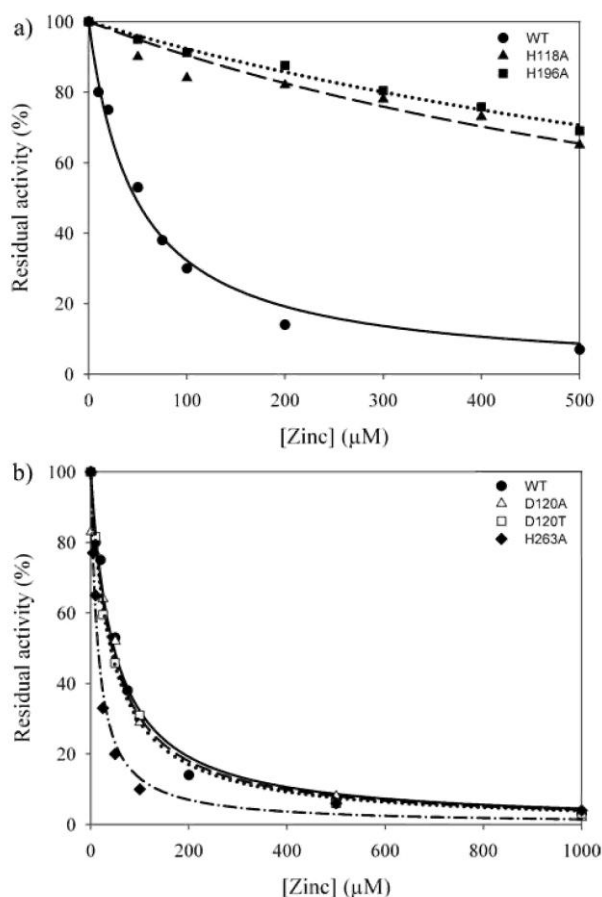 a)
100
80
60
40
20
0
Residual activity (%)
WT
H118A
H196A
0 100 200 300 400 500
[Zinc] (µM)
b)
100
80
60
40
20
0
Residual activity (%)
WT
D120A
D120T
H263A
0 200 400 600 800 1000
[Zinc] (µM)